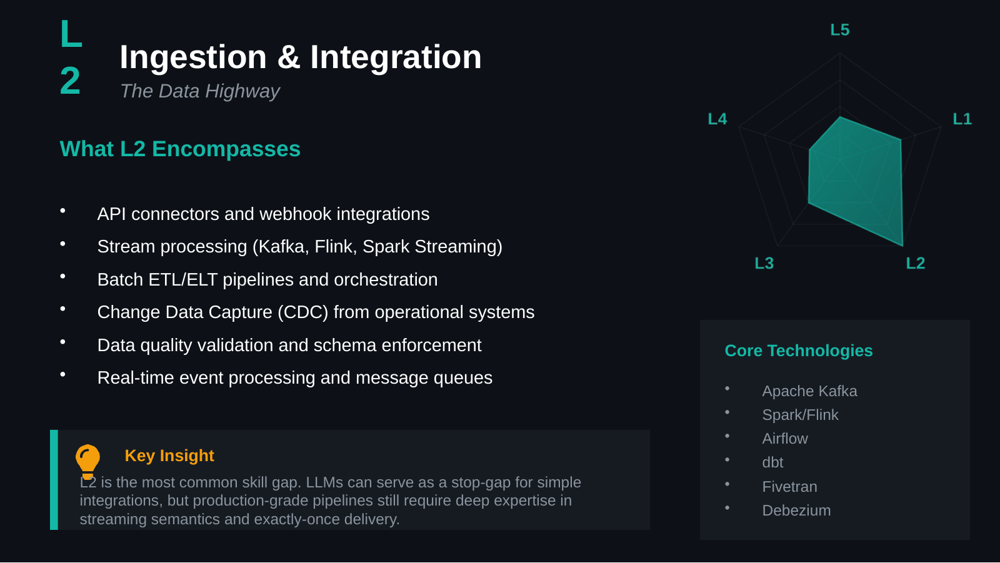 L
2
Ingestion & Integration
The Data Highway
What L2 Encompasses
• API connectors and webhook integrations
• Stream processing (Kafka, Flink, Spark Streaming)
• Batch ETL/ELT pipelines and orchestration
• Change Data Capture (CDC) from operational systems
• Data quality validation and schema enforcement
• Real-time event processing and message queues
Key Insight
L2 is the most common skill gap. LLMs can serve as a stop-gap for simple
integrations, but production-grade pipelines still require deep expertise in
streaming semantics and exactly-once delivery.
L5
L4
L1
L3
L2
Core Technologies
• Apache Kafka
• Spark/Flink
• Airflow
• dbt
• Fivetran
• Debezium